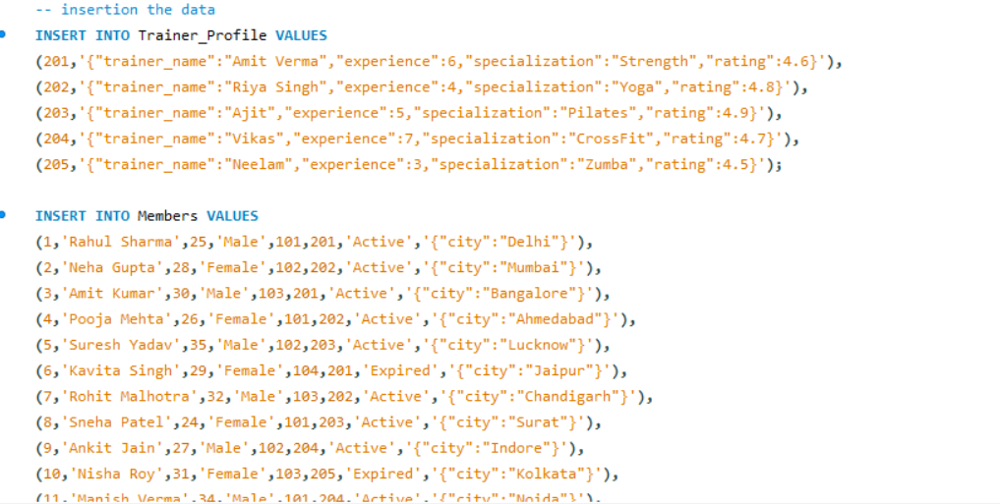 -- insertion the data
INSERT INTO Trainer_Profile VALUES
(201,'{"trainer_name":"Amit Verma","experience":6,"specialization":"Strength","rating":4.6}'),
(202,'{"trainer_name":"Riya Singh","experience":4,"specialization":"Yoga","rating":4.8}'),
(203,'{"trainer_name":"Ajit","experience":5,"specialization":"Pilates","rating":4.9}'),
(204,'{"trainer_name":"Vikas","experience":7,"specialization":"CrossFit","rating":4.7}'),
(205,'{"trainer_name":"Neelam","experience":3,"specialization":"Zumba","rating":4.5}');
INSERT INTO Members VALUES
(1,'Rahul Sharma',25,'Male',101,201,'Active','{"city":"Delhi"}'),
(2,'Neha Gupta',28,'Female',102,202,'Active','{"city":"Mumbai"}'),
(3,'Amit Kumar',30,'Male',103,201,'Active','{"city":"Bangalore"}'),
(4,'Pooja Mehta',26,'Female',101,202,'Active','{"city":"Ahmedabad"}'),
(5,'Suresh Yadav',35,'Male',102,203,'Active','{"city":"Lucknow"}'),
(6,'Kavita Singh',29,'Female',104,201,'Expired','{"city":"Jaipur"}'),
(7,'Rohit Malhotra',32,'Male',103,202,'Active','{"city":"Chandigarh"}'),
(8,'Sneha Patel',24,'Female',101,203,'Active','{"city":"Surat"}'),
(9,'Ankit Jain',27,'Male',102,204,'Active','{"city":"Indore"}'),
(10,'Nisha Roy',31,'Female',103,205,'Expired','{"city":"Kolkata"}'),
(11,'Manish Verma',34,'Male',101,204,'Active','{"city":"Noida"}'),